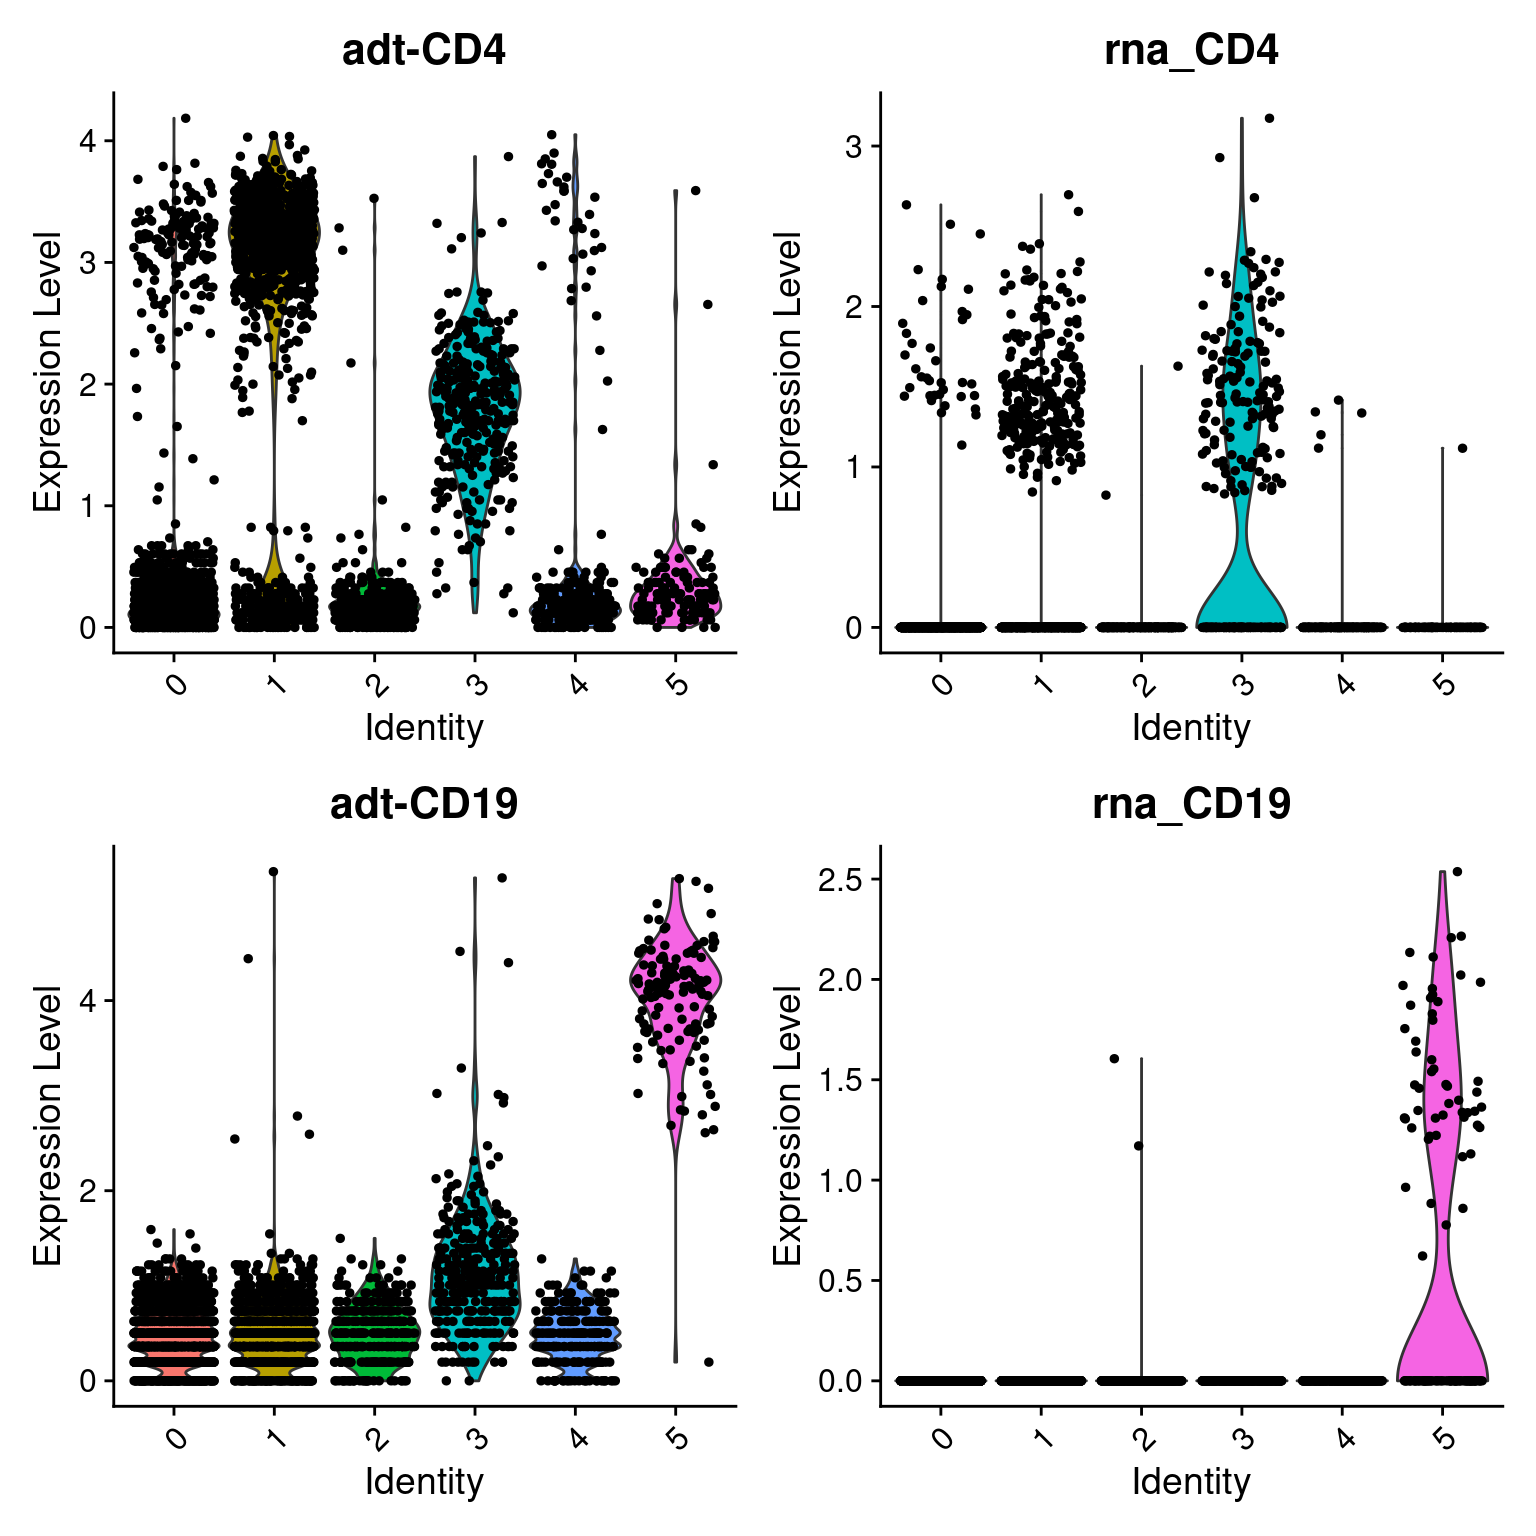 adt-CD4
Expression Level
4
3
2
1
0
0 1 2 3 4 5
Identity
rna_CD4
Expression Level
3
2
1
0
0 1 2 3 4 5
Identity
adt-CD19
Expression Level
4
2
0
0 1 2 3 4 5
Identity
rna_CD19
Expression Level
2.5
2.0
1.5
1.0
0.5
0.0
0 1 2 3 4 5
Identity